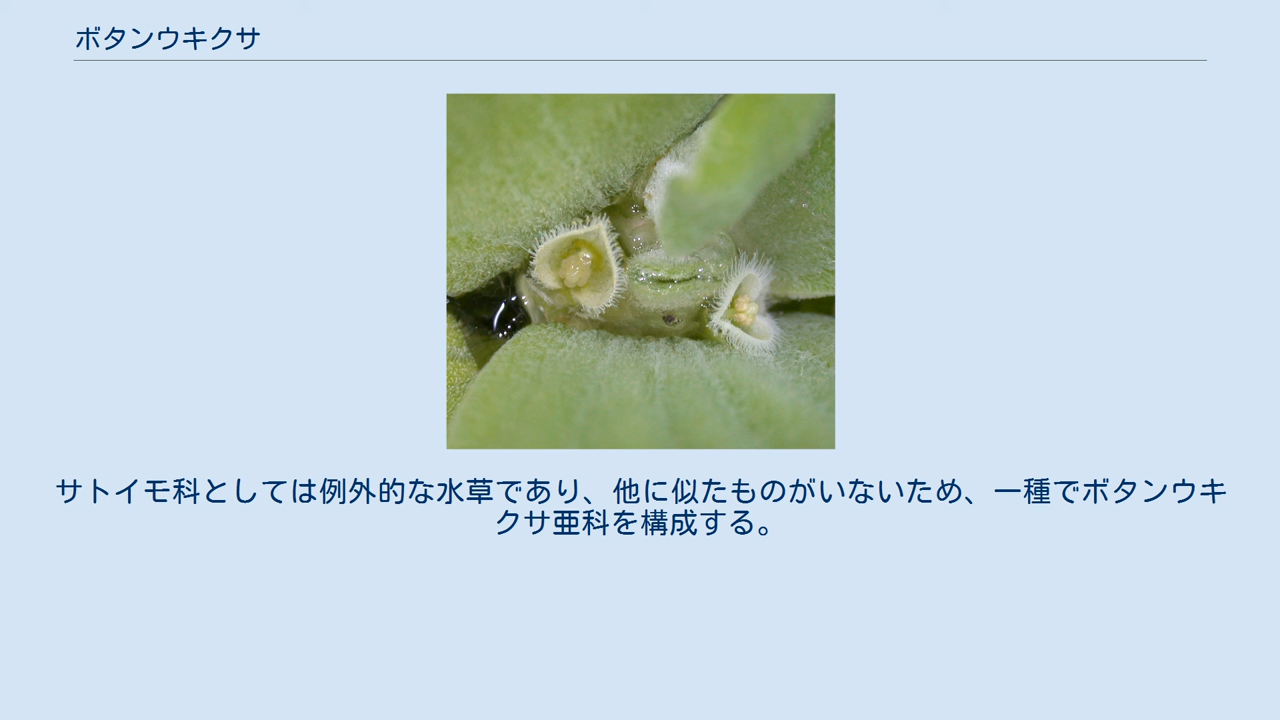 ボタンウキクサ
サトイモ科としては例外的な水草であり、他に似たものがいないため、一種でボタンウキ
クサ亜科を構成する。